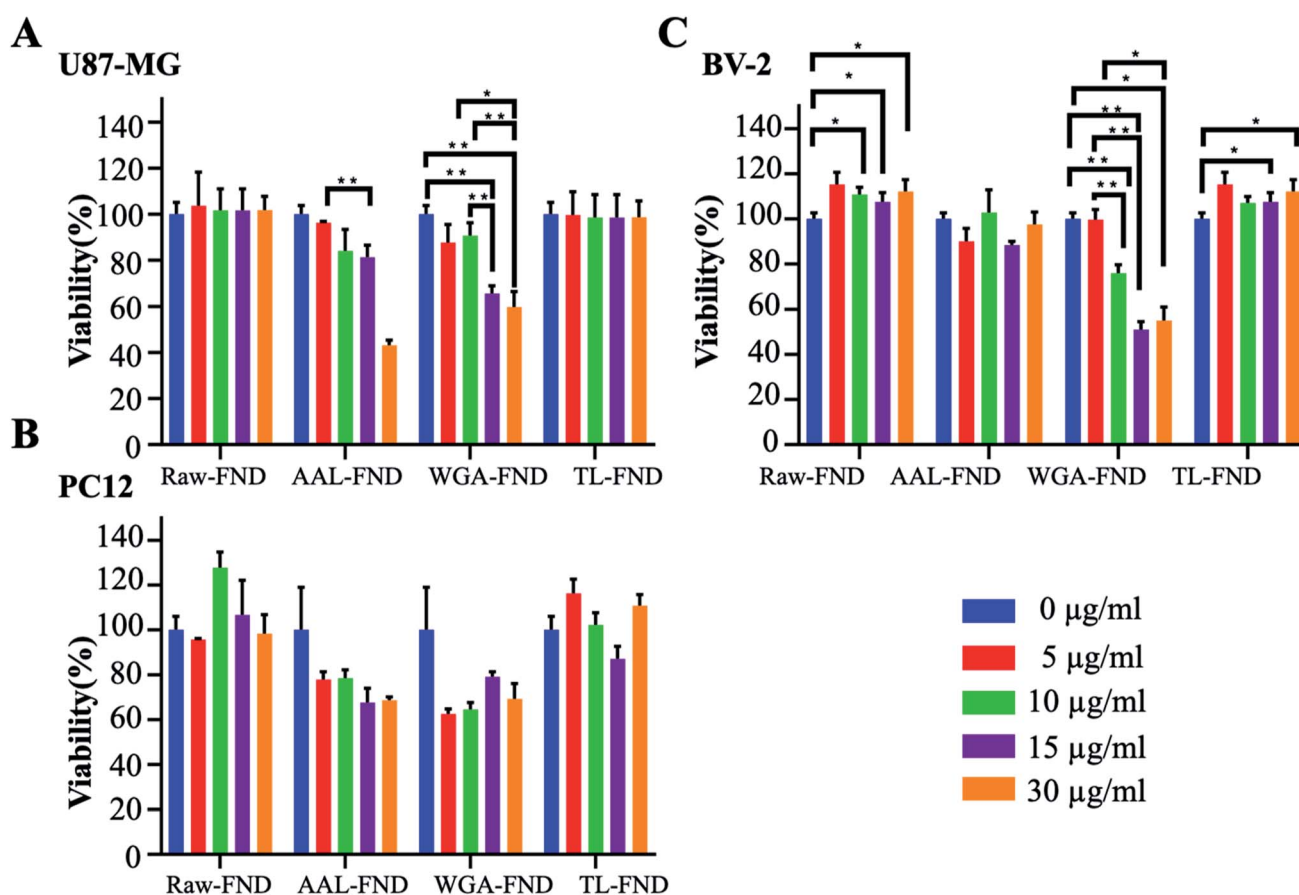 A
U87-MG
Viability(%)
140
120
100
80
60
40
20
0
*
**
**
**
**
**
Raw-FND AAL-FND WGA-FND TL-FND
B
PC12
Viability(%)
140
120
100
80
60
40
20
0
Raw-FND AAL-FND WGA-FND TL-FND
C
BV-2
Viability(%)
140
120
100
80
60
40
20
0
*
*
*
*
*
**
**
**
**
*
*
Raw-FND AAL-FND WGA-FND TL-FND
0 µg/ml
5 µg/ml
10 µg/ml
15 µg/ml
30 µg/ml